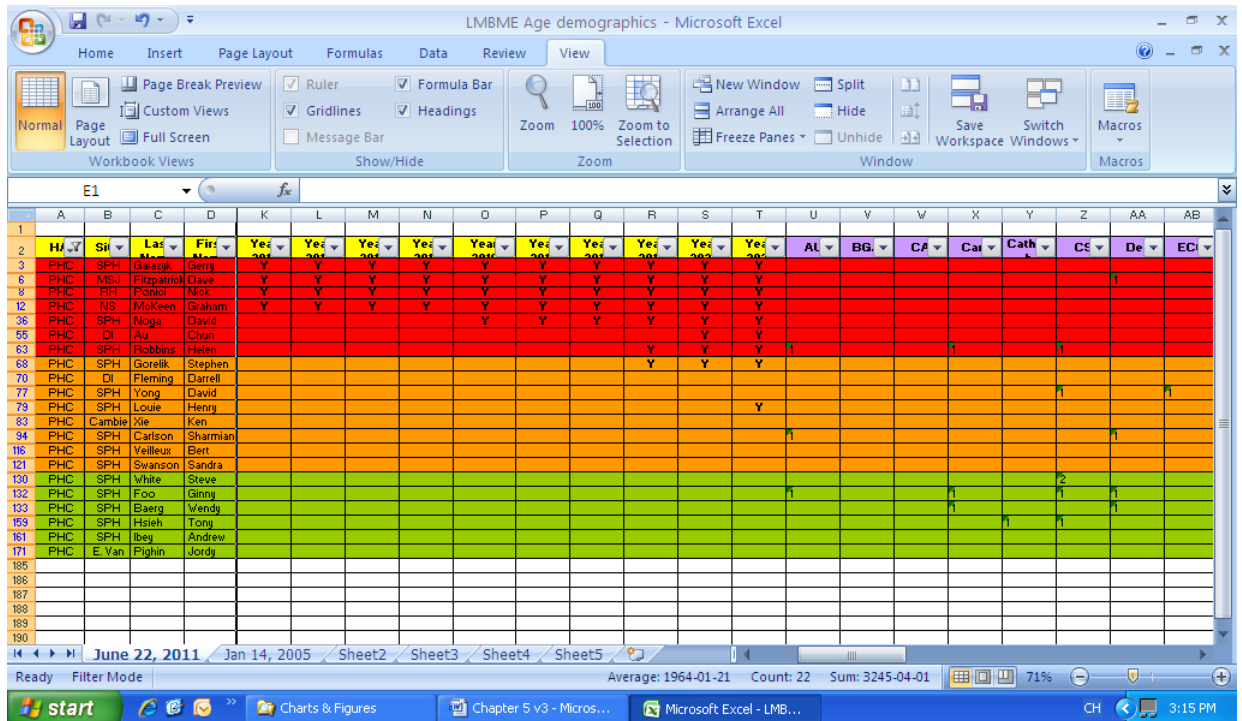 LMBME Age demographics - Microsoft Excel
Home Insert Page Layout Formulas Data Review View
Normal Page Layout Page Break Preview Custom Views Full Screen
Ruler Gridlines Message Bar Formula Bar Headings
Zoom 100% Zoom to Selection
New Window Arrange All Freeze Panes Split Hide Unhide Save Workspace Switch Windows Macros
Workbook Views Show/Hide Zoom Window Macros
E1 fx
A B C D K L M N O P Q R S T U V W X Y Z AA AB
1
2 Cath
3 PHC SPH Galazyk Gerry Y Y Y Y Y Y Y Y Y Y
6 PHC MSJ Fitzpatrick Dave Y Y Y Y Y Y Y Y Y Y 1
8 PHC RH Ponici Nick Y Y Y Y Y Y Y Y Y Y
12 PHC NS McKeen Graham Y Y Y Y Y Y Y Y Y Y
36 PHC SPH Noga David Y Y Y Y Y Y
55 PHC DI Au Chun Y Y
63 PHC SPH Robbins Helen Y Y Y 1 1 1
68 PHC SPH Gorelik Stephen Y Y Y
70 PHC DI Fleming Darrell
77 PHC SPH Yong David 1 1
79 PHC SPH Louie Henry Y
83 PHC Cambie Xie Ken
94 PHC SPH Carlson Sharmian 1 1
116 PHC SPH Veilleux Bert
121 PHC SPH Swanson Sandra
130 PHC SPH White Steve 2
132 PHC SPH Foo Ginny 1 1 1 1
133 PHC SPH Baerg Wendy 1 1
159 PHC SPH Hsieh Tony 1 1
161 PHC SPH Ibey Andrew
171 PHC E. Van Pighin Jordy
185
186
187
188
189
190
June 22, 2011 Jan 14, 2005 Sheet2 Sheet3 Sheet4 Sheet5
Ready Filter Mode Average: 1964-01-21 Count: 22 Sum: 3245-04-01 71%
start Charts & Figures Chapter 5 v3 - Micros... Microsoft Excel - LMB... CH 3:15 PM